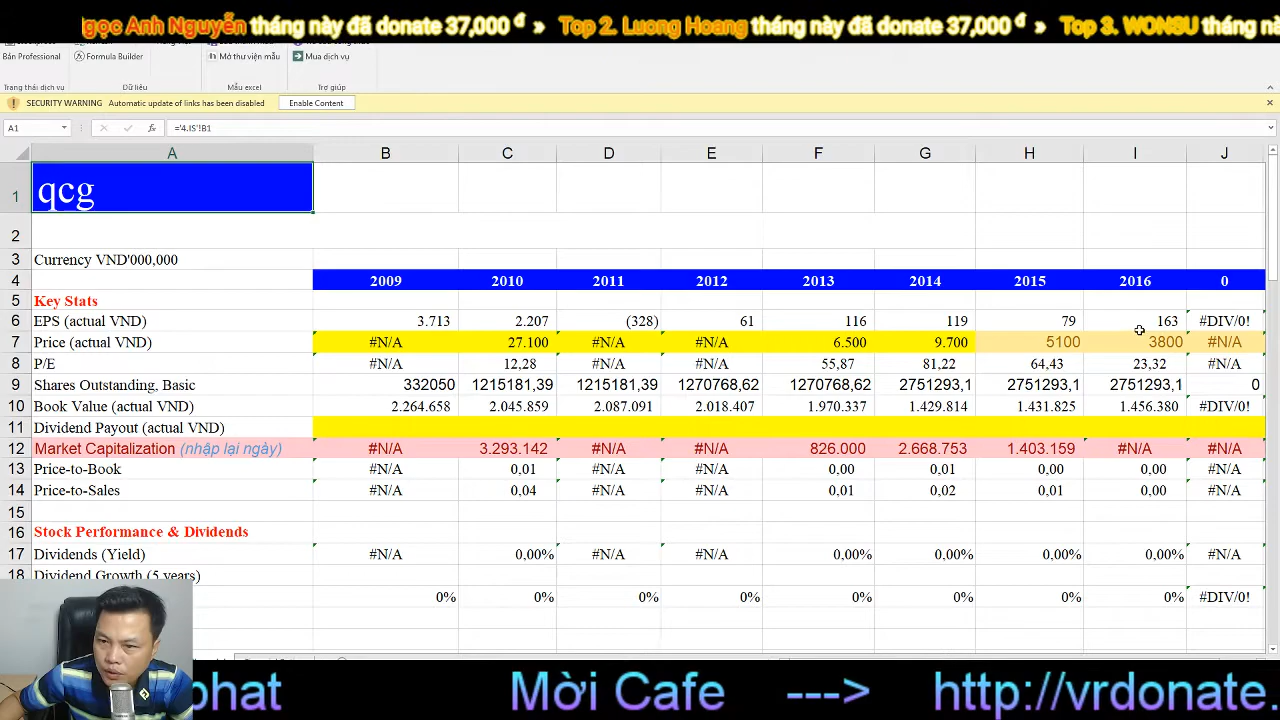 gọc Anh Nguyễn tháng này đã donate 37,000 đ » Top 2. Luong Hoang tháng này đã donate 37,000 đ » Top 3. WONSU tháng nà
Bản Professional Formula Builder Mở thư viện mẫu Mua dịch vụ
Trạng thái dịch vụ Dữ liệu Mẫu excel Trợ giúp
! SECURITY WARNING Automatic update of links has been disabled Enable Content
A1 fx ='4.IS'!B1
A B C D E F G H I J
1 qcg
2
3 Currency VND'000,000
4 2009 2010 2011 2012 2013 2014 2015 2016 0
5 Key Stats
6 EPS (actual VND) 3.713 2.207 (328) 61 116 119 79 163 #DIV/0!
7 Price (actual VND) #N/A 27.100 #N/A #N/A 6.500 9.700 5100 3800 #N/A
8 P/E #N/A 12,28 #N/A #N/A 55,87 81,22 64,43 23,32 #N/A
9 Shares Outstanding, Basic 332050 1215181,39 1215181,39 1270768,62 1270768,62 2751293,1 2751293,1 2751293,1 0
10 Book Value (actual VND) 2.264.658 2.045.859 2.087.091 2.018.407 1.970.337 1.429.814 1.431.825 1.456.380 #DIV/0!
11 Dividend Payout (actual VND)
12 Market Capitalization (nhập lại ngày) #N/A 3.293.142 #N/A #N/A 826.000 2.668.753 1.403.159 #N/A #N/A
13 Price-to-Book #N/A 0,01 #N/A #N/A 0,00 0,01 0,00 0,00 #N/A
14 Price-to-Sales #N/A 0,04 #N/A #N/A 0,01 0,02 0,01 0,00 #N/A
15
16 Stock Performance & Dividends
17 Dividends (Yield) #N/A 0,00% #N/A #N/A 0,00% 0,00% 0,00% 0,00% #N/A
18 Dividend Growth (5 years)
0% 0% 0% 0% 0% 0% 0% 0% #DIV/0!
phat Mời Cafe ---> http://vrdonate.